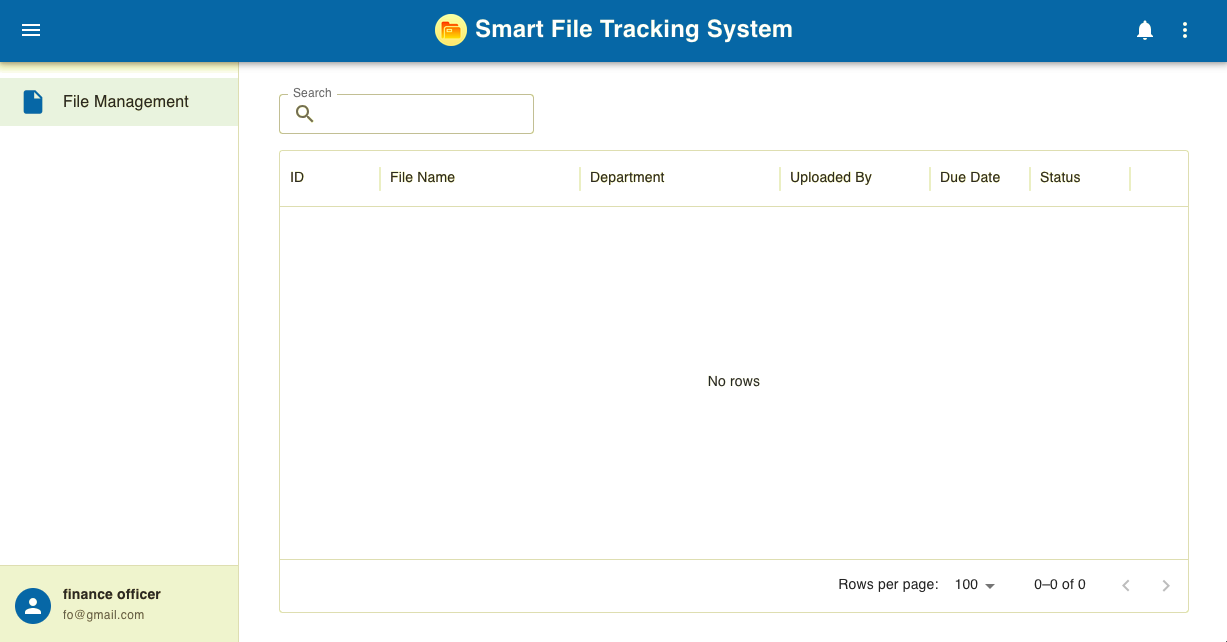 Smart File Tracking System
File Management
Search
ID File Name Department Uploaded By Due Date Status
No rows
Rows per page: 100 0–0 of 0
finance officer
fo@gmail.com